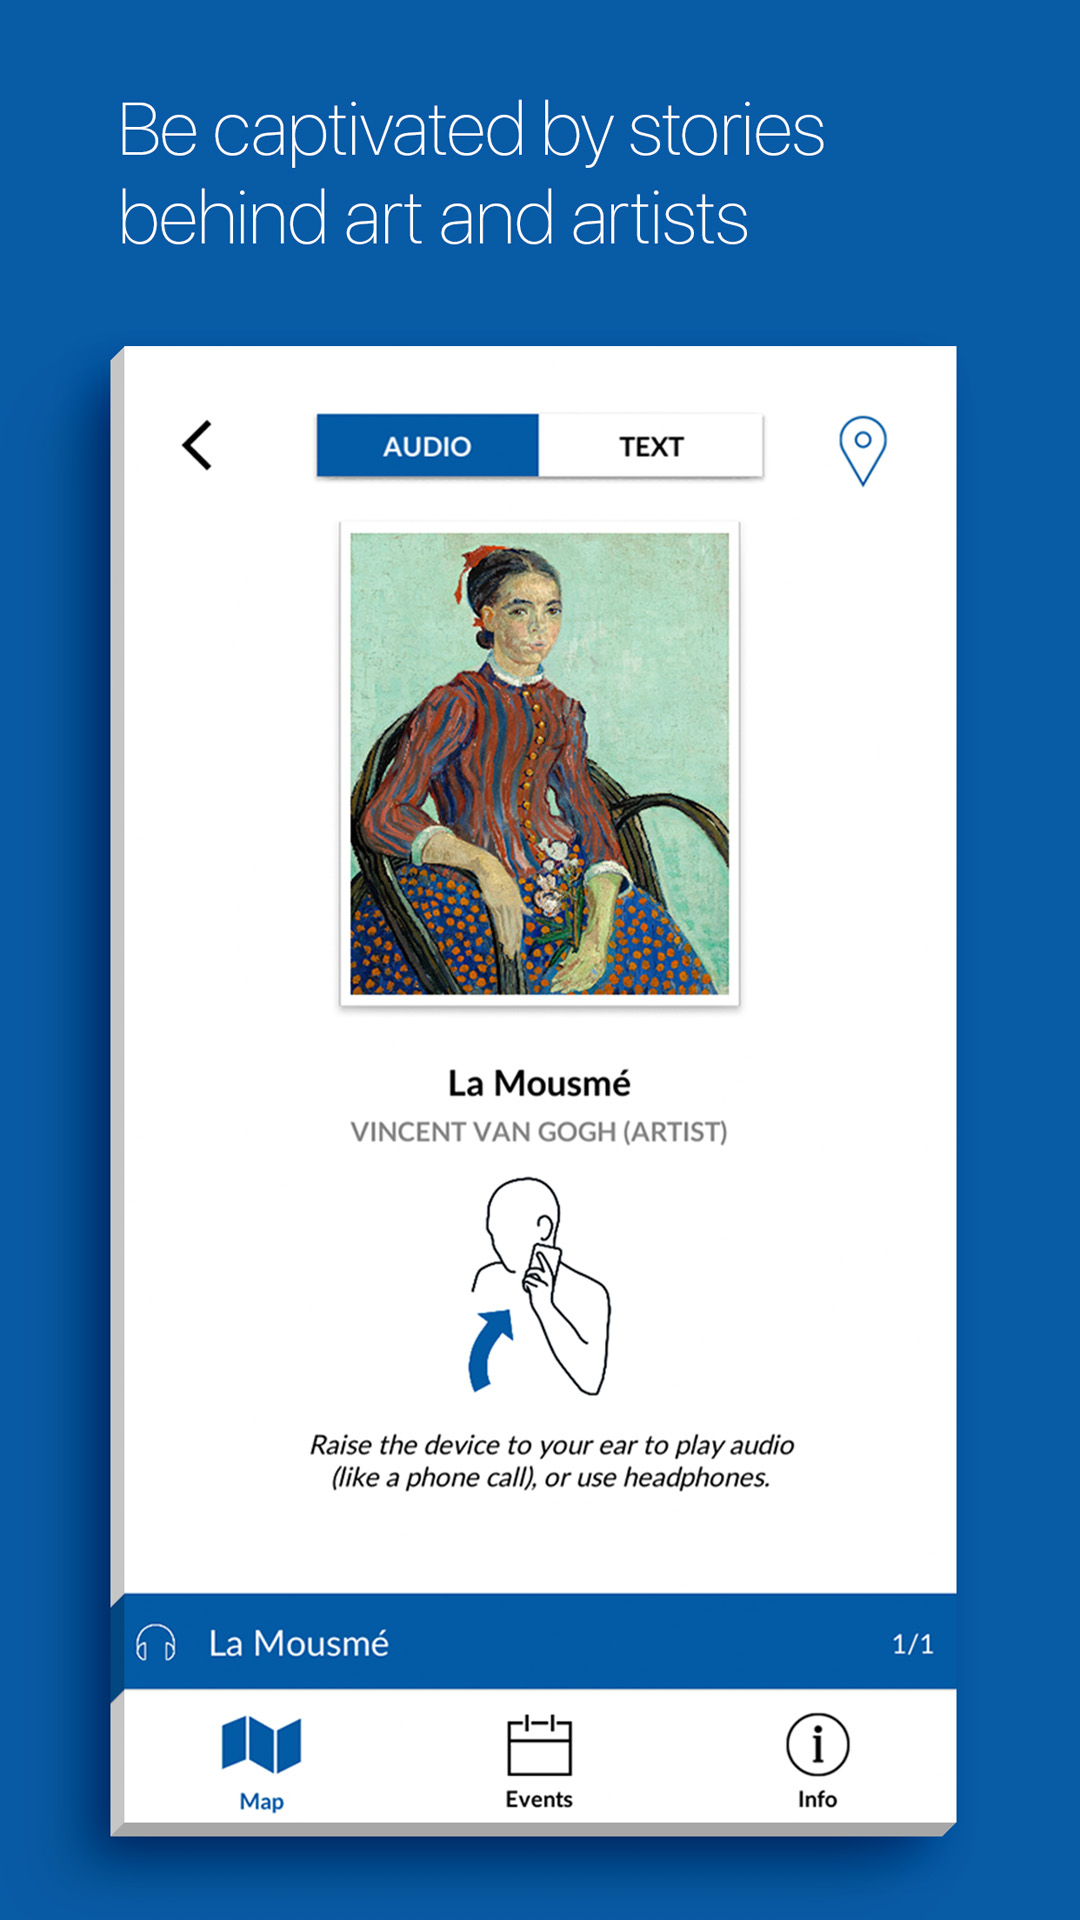 Be captivated by stories
behind art and artists
AUDIO
TEXT
La Mousmé
VINCENT VAN GOGH (ARTIST)
Raise the device to your ear to play audio
(like a phone call), or use headphones.
La Mousmé
1/1
Map
Events
Info